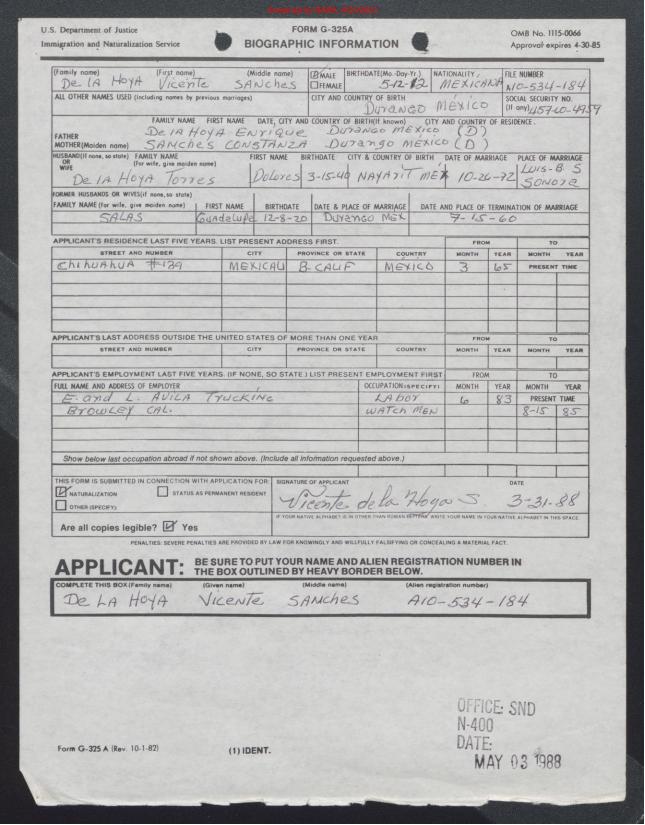 U.S. Department of Justice
Immigration and Naturalization Service
FORM G-325A
BIOGRAPHIC INFORMATION
OMB No. 1115-0066
Approval expires 4-30-85
(Family name) (First name) (Middle name) MALE FEMALE BIRTHDATE(Mo.-Day-Yr.) NATIONALITY FILE NUMBER
De LA HoyA Vicente SANches 5-12-12 MEXICANA A10-534-184
ALL OTHER NAMES USED (Including names by previous marriages) CITY AND COUNTRY OF BIRTH SOCIAL SECURITY NO. (If any)
Durango MEXICO
FAMILY NAME FIRST NAME DATE, CITY AND COUNTRY OF BIRTH(If known) CITY AND COUNTRY OF RESIDENCE.
FATHER De lA HoyA Enrique Durango MEXICO (D)
MOTHER(Maiden name) SANches CONSTANZA Durango MEXICO (D)
HUSBAND(If none, so state) OR WIFE FAMILY NAME (For wife, give maiden name) FIRST NAME BIRTHDATE CITY & COUNTRY OF BIRTH DATE OF MARRIAGE PLACE OF MARRIAGE
De lA HoyA Torres Dolores 3-15-40 NAYArit MEX 10-26-72 Luis-B. S SONOrA
FORMER HUSBANDS OR WIVES(if none, so state)
FAMILY NAME (For wife, give maiden name) FIRST NAME BIRTHDATE DATE & PLACE OF MARRIAGE DATE AND PLACE OF TERMINATION OF MARRIAGE
SALAS Guadalupe 12-8-20 Durango MEX 7-15-60
APPLICANT'S RESIDENCE LAST FIVE YEARS. LIST PRESENT ADDRESS FIRST. FROM TO
STREET AND NUMBER CITY PROVINCE OR STATE COUNTRY MONTH YEAR MONTH YEAR
ChihuAhuA #139 MEXICALI B-CALIF MEXICO 3 65 PRESENT TIME
APPLICANT'S LAST ADDRESS OUTSIDE THE UNITED STATES OF MORE THAN ONE YEAR FROM TO
STREET AND NUMBER CITY PROVINCE OR STATE COUNTRY MONTH YEAR MONTH YEAR
APPLICANT'S EMPLOYMENT LAST FIVE YEARS. (IF NONE, SO STATE.) LIST PRESENT EMPLOYMENT FIRST FROM TO
FULL NAME AND ADDRESS OF EMPLOYER OCCUPATION(SPECIFY) MONTH YEAR MONTH YEAR
E. and L. AVILA Trucking LAbor 6 83 PRESENT TIME
Browley CAL. WATCH MEN 8-15 85
Show below last occupation abroad if not shown above. (Include all information requested above.)
THIS FORM IS SUBMITTED IN CONNECTION WITH APPLICATION FOR: SIGNATURE OF APPLICANT DATE
NATURALIZATION STATUS AS PERMANENT RESIDENT
OTHER (SPECIFY):
Vicente de la Hoya S. 3-31-88
IF YOUR NATIVE ALPHABET IS IN OTHER THAN ROMAN LETTERS, WRITE YOUR NAME IN YOUR NATIVE ALPHABET IN THIS SPACE
Are all copies legible? Yes
PENALTIES: SEVERE PENALTIES ARE PROVIDED BY LAW FOR KNOWINGLY AND WILLFULLY FALSIFYING OR CONCEALING A MATERIAL FACT.
APPLICANT: BE SURE TO PUT YOUR NAME AND ALIEN REGISTRATION NUMBER IN THE BOX OUTLINED BY HEAVY BORDER BELOW.
COMPLETE THIS BOX (Family name) (Given name) (Middle name) (Alien registration number)
De LA HoyA Vicente SANches A10-534-184
OFFICE: SND
N-400
DATE:
MAY 03 1988
Form G-325 A (Rev. 10-1-82) (1) IDENT.